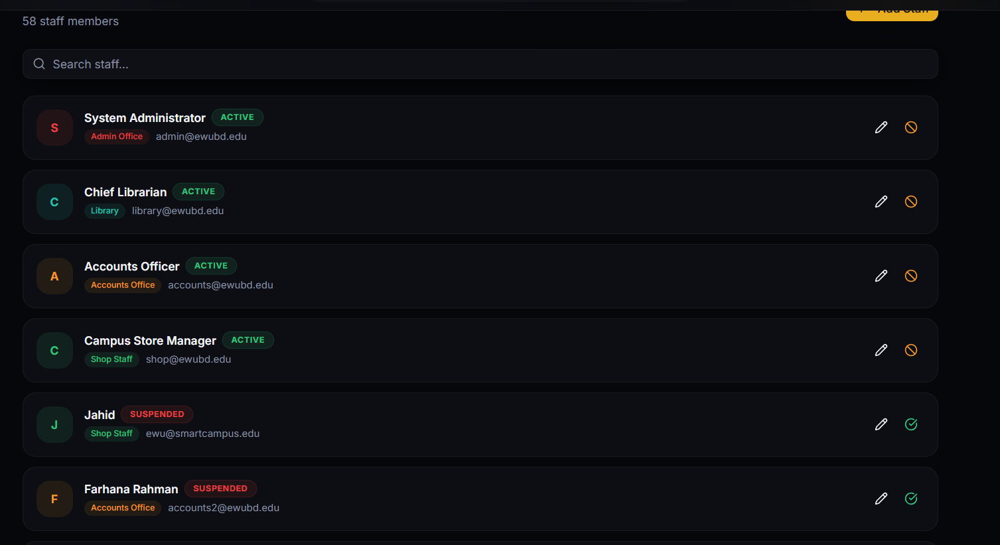 Add Staff
58 staff members
Search staff...
S
System Administrator ACTIVE
Admin Office admin@ewubd.edu
C
Chief Librarian ACTIVE
Library library@ewubd.edu
A
Accounts Officer ACTIVE
Accounts Office accounts@ewubd.edu
C
Campus Store Manager ACTIVE
Shop Staff shop@ewubd.edu
J
Jahid SUSPENDED
Shop Staff ewu@smartcampus.edu
F
Farhana Rahman SUSPENDED
Accounts Office accounts2@ewubd.edu